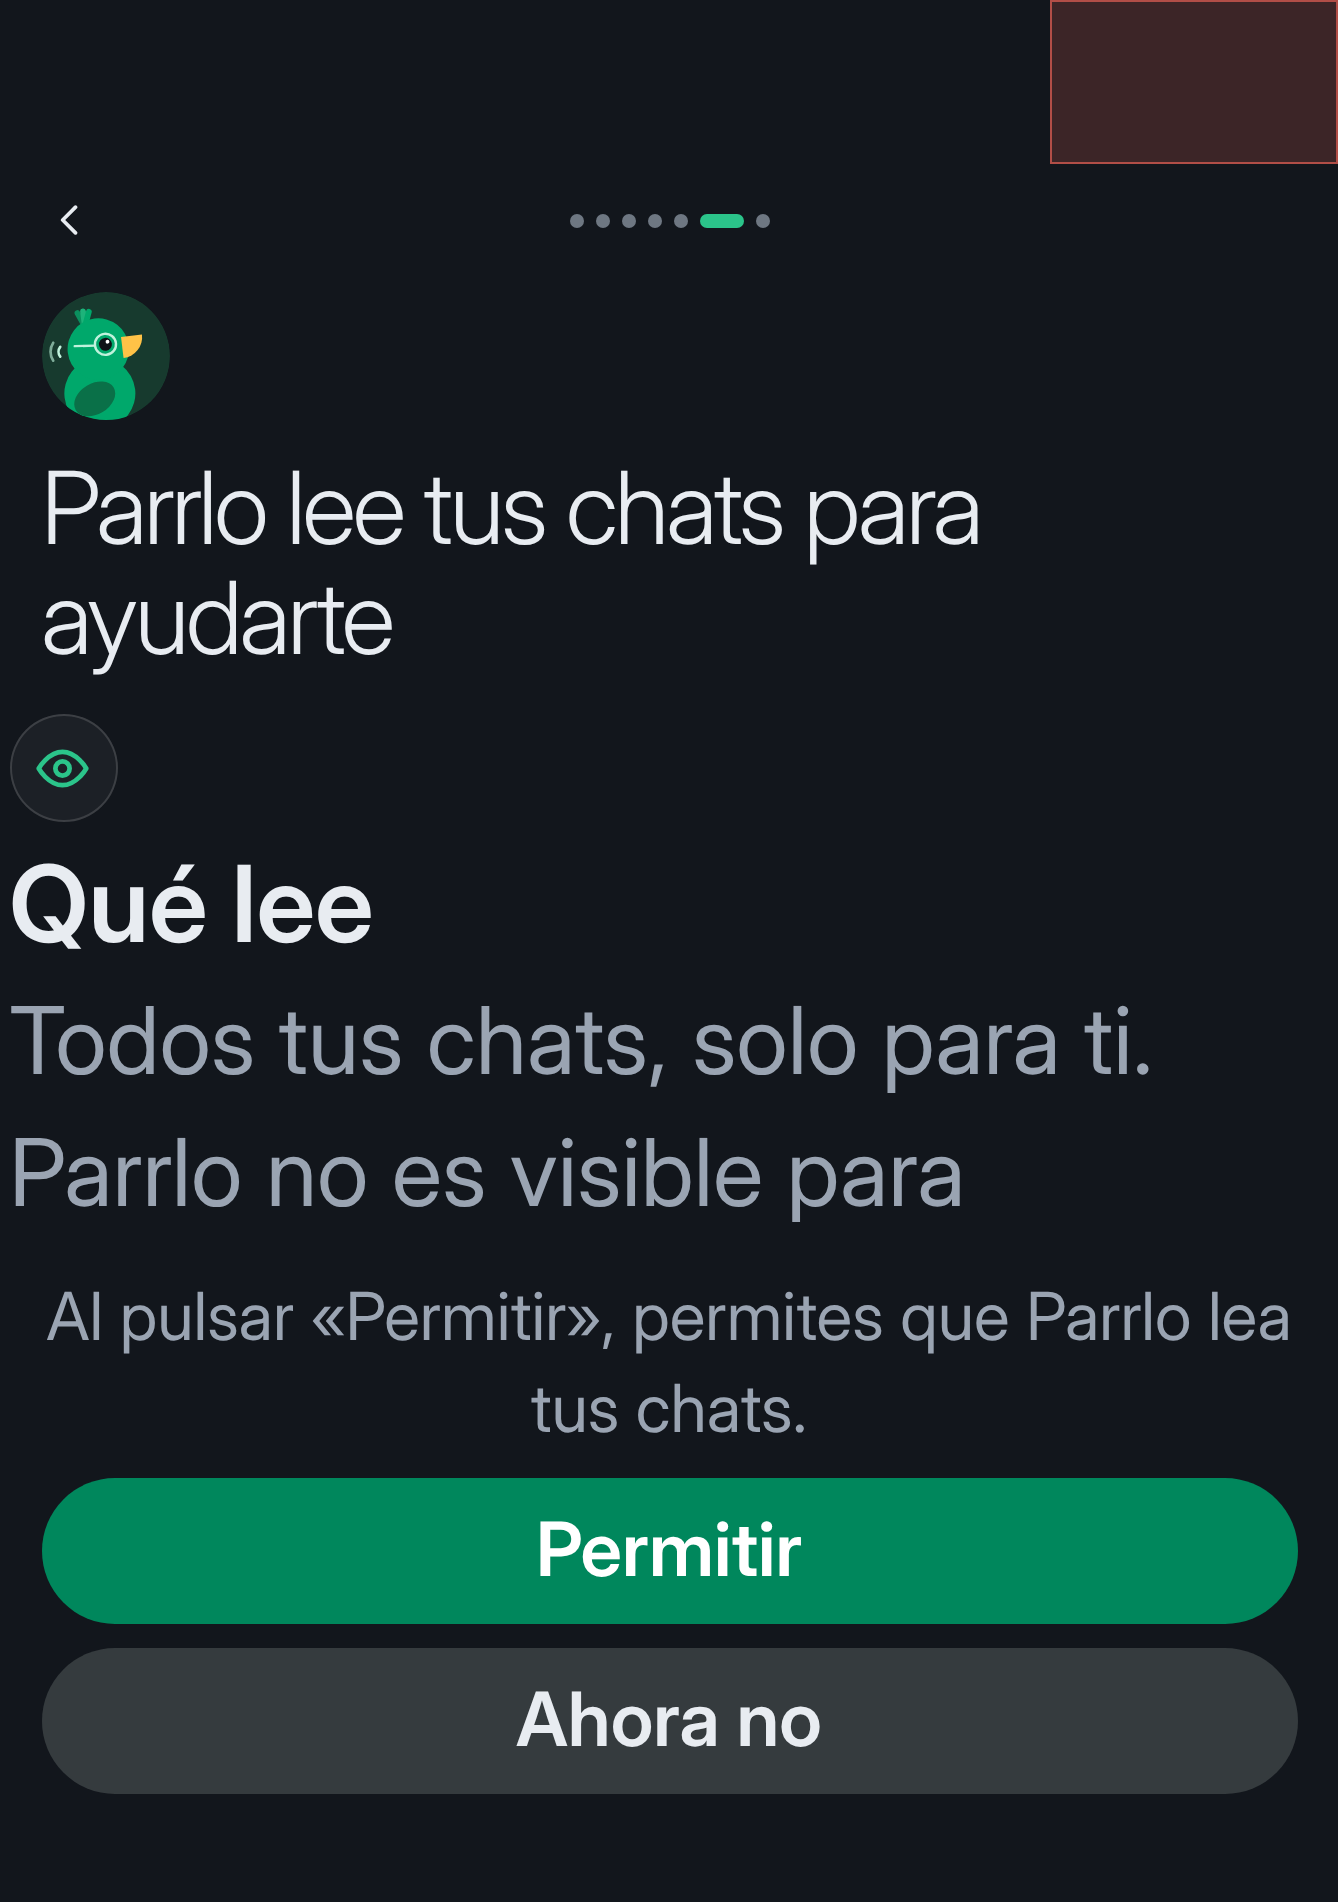 Parrlo lee tus chats para
ayudarte
Qué lee
Todos tus chats, solo para ti.
Parrlo no es visible para
Al pulsar «Permitir», permites que Parrlo lea
tus chats.
Permitir
Ahora no